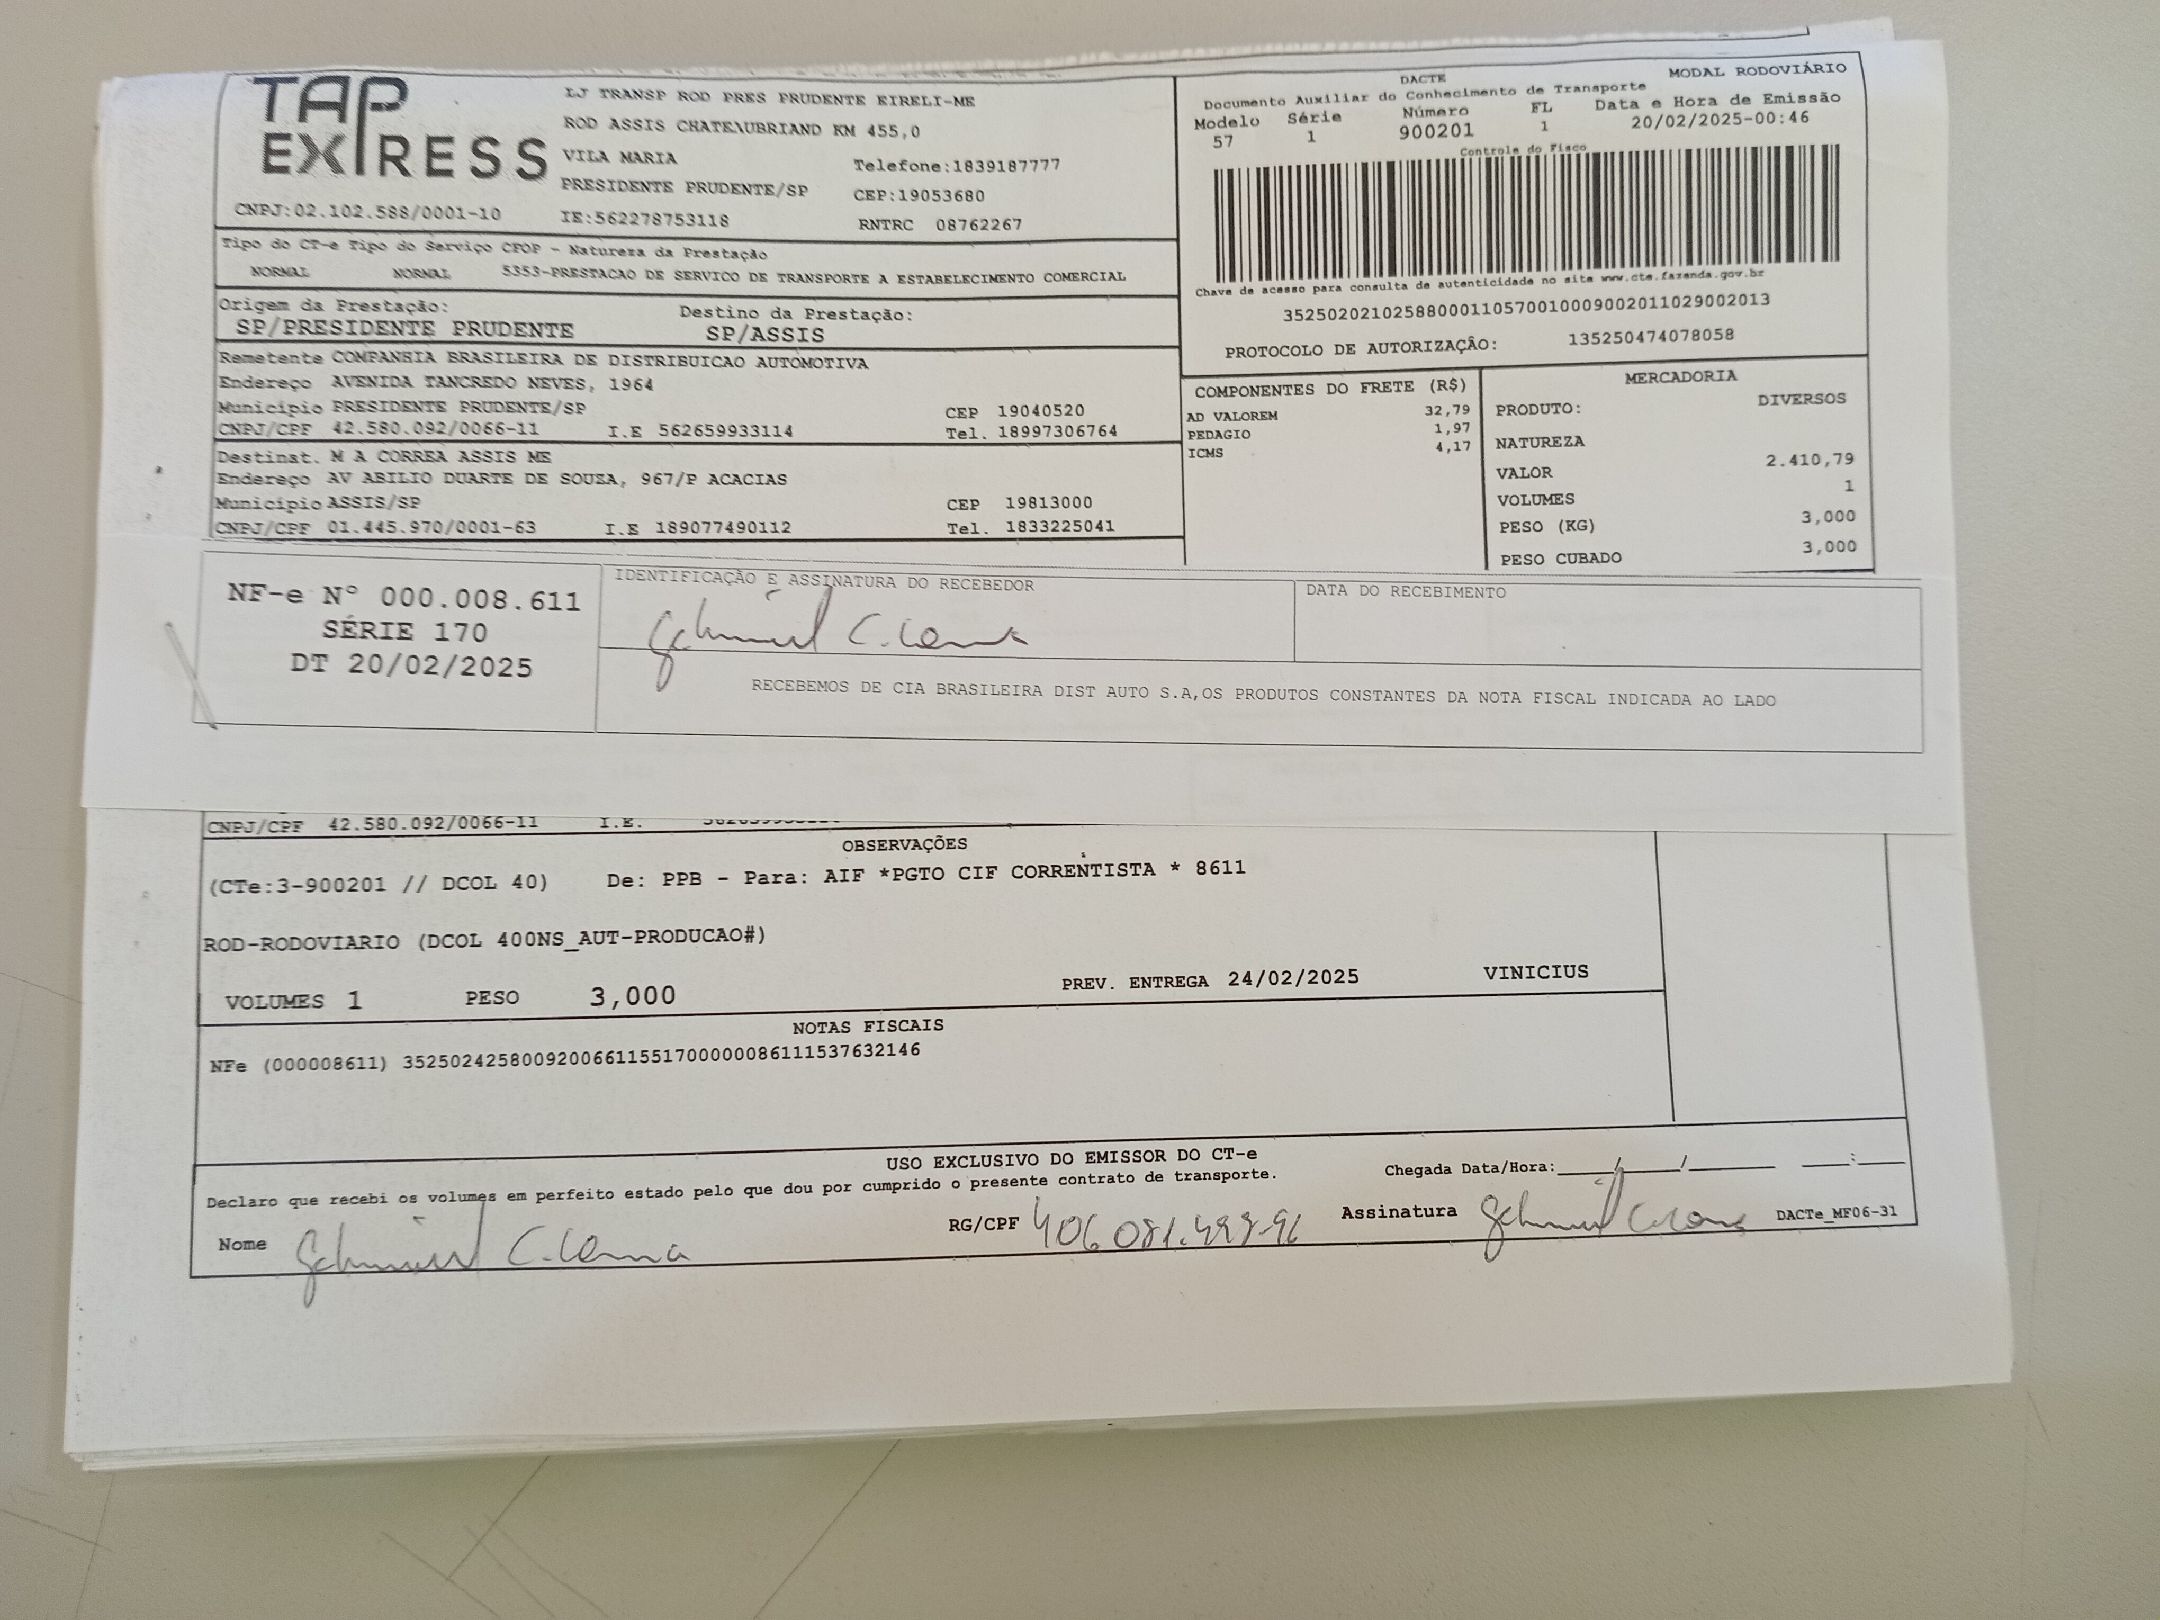 TAP EXPRESS
LJ TRANSP ROD PRES PRUDENTE EIRELI-ME
ROD ASSIS CHATEAUBRIAND KM 455,0
VILA MARIA Telefone:1839187777
PRESIDENTE PRUDENTE/SP CEP:19053680
CNPJ:02.102.588/0001-10 IE:562278753118 RNTRC 08762267
Tipo do CT-e Tipo do Serviço CFOP - Natureza da Prestação
NORMAL NORMAL 5353-PRESTACAO DE SERVICO DE TRANSPORTE A ESTABELECIMENTO COMERCIAL
Origem da Prestação: Destino da Prestação:
SP/PRESIDENTE PRUDENTE SP/ASSIS
Remetente COMPANHIA BRASILEIRA DE DISTRIBUICAO AUTOMOTIVA
Endereço AVENIDA TANCREDO NEVES, 1964
Município PRESIDENTE PRUDENTE/SP CEP 19040520
CNPJ/CPF 42.580.092/0066-11 I.E 562659933114 Tel. 18997306764
Destinat. M A CORREA ASSIS ME
Endereço AV ABILIO DUARTE DE SOUZA, 967/P ACACIAS
Município ASSIS/SP CEP 19813000
CNPJ/CPF 01.445.970/0001-63 I.E 189077490112 Tel. 1833225041
DACTE MODAL RODOVIÁRIO
Documento Auxiliar do Conhecimento de Transporte
Modelo Série Número FL Data e Hora de Emissão
57 1 900201 1 20/02/2025-00:46
Controle do Fisco
Chave de acesso para consulta de autenticidade no site www.cte.fazenda.gov.br
35250202102588000110570010009002011029002013
PROTOCOLO DE AUTORIZAÇÃO: 135250474078058
COMPONENTES DO FRETE (R$)
AD VALOREM 32,79
PEDAGIO 1,97
ICMS 4,17
MERCADORIA
PRODUTO: DIVERSOS
NATUREZA
VALOR 2.410,79
VOLUMES 1
PESO (KG) 3,000
PESO CUBADO 3,000
NF-e Nº 000.008.611
SÉRIE 170
DT 20/02/2025
IDENTIFICAÇÃO E ASSINATURA DO RECEBEDOR
DATA DO RECEBIMENTO
RECEBEMOS DE CIA BRASILEIRA DIST AUTO S.A,OS PRODUTOS CONSTANTES DA NOTA FISCAL INDICADA AO LADO
CNPJ/CPF 42.580.092/0066-11 I.E.
OBSERVAÇÕES
(CTe:3-900201 // DCOL 40) De: PPB - Para: AIF *PGTO CIF CORRENTISTA * 8611
ROD-RODOVIARIO (DCOL 400NS_AUT-PRODUCAO#)
VOLUMES 1 PESO 3,000 PREV. ENTREGA 24/02/2025 VINICIUS
NOTAS FISCAIS
NFe (000008611) 35250242580092006611551700000086111537632146
USO EXCLUSIVO DO EMISSOR DO CT-e
Declaro que recebi os volumes em perfeito estado pelo que dou por cumprido o presente contrato de transporte.
Chegada Data/Hora:____/____/______ ____:____
Nome RG/CPF Assinatura DACTe_MF06-31